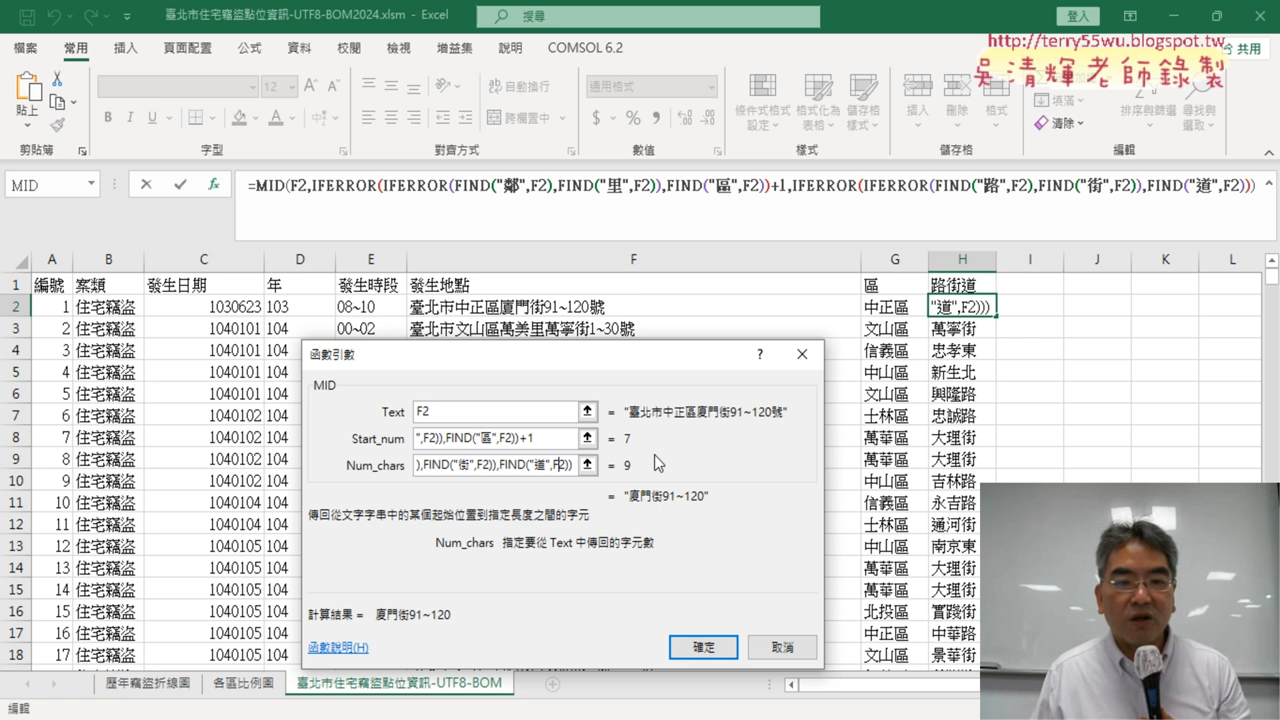 臺北市住宅竊盜點位資訊-UTF8-BOM2024.xlsm - Excel
搜尋
登入
檔案 常用 插入 頁面配置 公式 資料 校閱 檢視 增益集 說明 COMSOL 6.2
共用
http://terry55wu.blogspot.tw
吳清輝老師錄製
貼上
12
自動換行
跨欄置中
通用格式
條件式格式設定
格式化為表格
儲存格樣式
插入 刪除 格式
填滿
清除
排序與篩選
尋找與選取
剪貼簿 字型 對齊方式 數值 樣式 儲存格 編輯
MID
=MID(F2,IFERROR(IFERROR(FIND("鄰",F2),FIND("里",F2)),FIND("區",F2))+1,IFERROR(IFERROR(FIND("路",F2),FIND("街",F2)),FIND("道",F2)))
A B C D E F G H I J K L
1 編號 案類 發生日期 年 發生時段 發生地點 區 路街道
2 1 住宅竊盜 1030623 103 08~10 臺北市中正區廈門街91~120號 中正區 "道",F2)))
3 2 住宅竊盜 1040101 104 00~02 臺北市文山區萬美里萬寧街1~30號 文山區 萬寧街
4 3 住宅竊盜 1040101 104 信義區 忠孝東
5 4 住宅竊盜 1040101 104 中山區 新生北
6 5 住宅竊盜 1040101 104 文山區 興隆路
7 6 住宅竊盜 1040102 104 士林區 忠誠路
8 7 住宅竊盜 1040102 104 萬華區 大理街
9 8 住宅竊盜 1040102 104 萬華區 大理街
10 9 住宅竊盜 1040102 104 中山區 吉林路
11 10 住宅竊盜 1040102 104 信義區 永吉路
12 11 住宅竊盜 1040102 104 士林區 通河街
13 12 住宅竊盜 1040105 104 中山區 南京東
14 13 住宅竊盜 1040105 104 萬華區 大理街
15 14 住宅竊盜 1040105 104 萬華區 大理街
16 15 住宅竊盜 1040105 104 北投區 實踐街
17 16 住宅竊盜 1040105 104 中正區 中華路
18 17 住宅竊盜 1040105 104 文山區 景華街
函數引數
?
MID
Text F2 = "臺北市中正區廈門街91~120號"
Start_num ",F2)),FIND("區",F2))+1 = 7
Num_chars ),FIND("街",F2)),FIND("道",F2)) = 9
= "廈門街91~120"
傳回從文字字串中的某個起始位置到指定長度之間的字元
Num_chars 指定要從 Text 中傳回的字元數
計算結果 = 廈門街91~120
函數說明(H)
確定
取消
歷年竊盜折線圖 各區比例圖 臺北市住宅竊盜點位資訊-UTF8-BOM
編輯